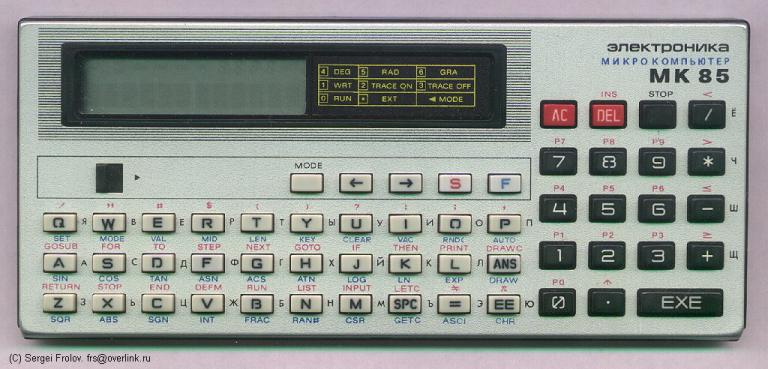 электроника
МИКРОКОМПЬЮТЕР
МК 85
4 DEG 5 RAD 6 GRA
1 WRT 2 TRACE ON 3 TRACE OFF
0 RUN • EXT ◄ MODE
INS STOP <
AC DEL / Е
P7 P8 P9 >
7 8 9 * Ч
MODE
← → S F
P4 P5 P6 ≤
4 5 6 − Ш
! " # $ ( ) ? : ; ,
Q Я W В E Е R Р T Т Y Ы U У I И O О P П
SET MODE VAL MID LEN KEY CLEAR VAC RND( AUTO
P1 P2 P3 ≥
1 2 3 + Щ
GOSUB FOR TO STEP NEXT GOTO IF THEN PRINT DRAWC
A А S С D Д F Ф G Г H Х J Й K К L Л ANS
SIN COS TAN ASN ACS ATN LOG LN EXP DRAW
RETURN STOP END DEFM RUN LIST INPUT LETC ≠ π
P0 ^
Z З X Ь C Ц V Ж B Б N Н M М SPC Ъ = Э EE Ю
0 . EXE
SQR ABS SGN INT FRAC RAN# CSR GETC ASCI CHR
(C) Sergei Frolov. frs@overlink.ru